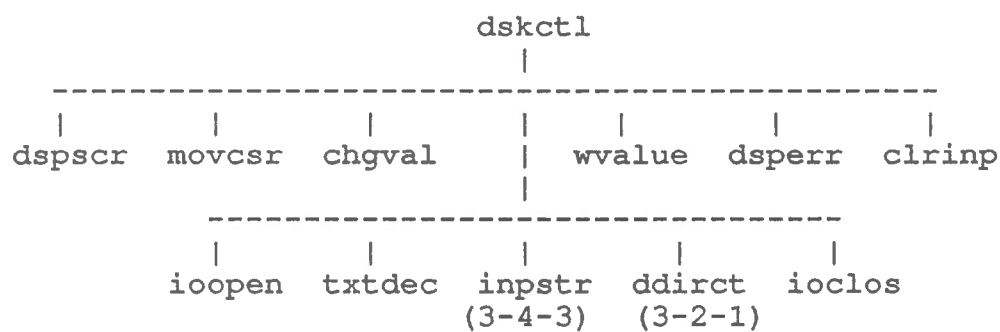 dskctl
dspscr movcsr chgval wvalue dsperr clrinp
ioopen txtdec inpstr ddirct ioclos
(3-4-3) (3-2-1)